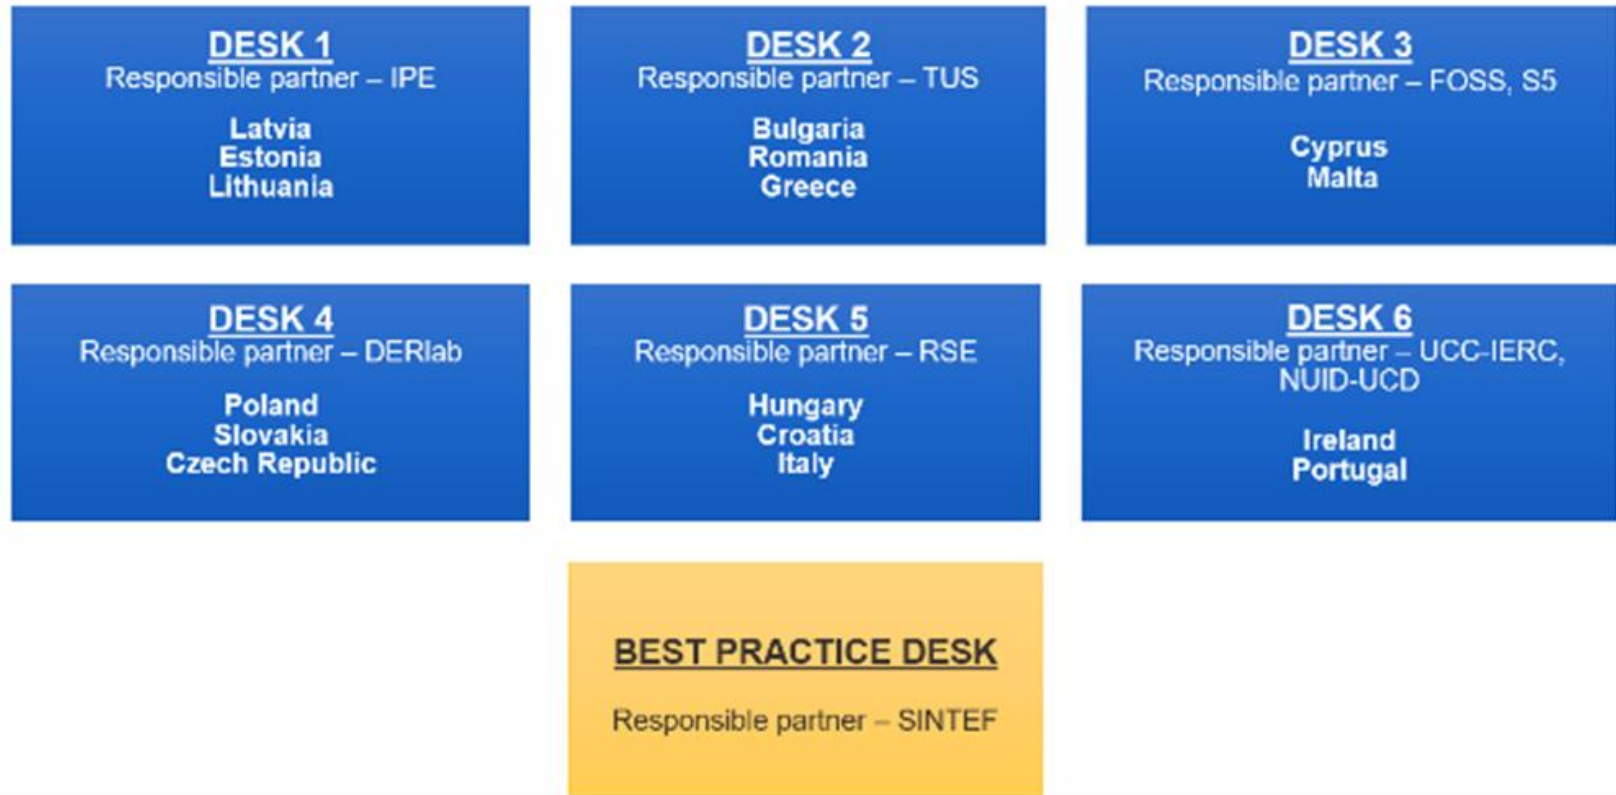 DESK 1
Responsible partner – IPE
Latvia
Estonia
Lithuania
DESK 2
Responsible partner – TUS
Bulgaria
Romania
Greece
DESK 3
Responsible partner – FOSS, S5
Cyprus
Malta
DESK 4
Responsible partner – DERlab
Poland
Slovakia
Czech Republic
DESK 5
Responsible partner – RSE
Hungary
Croatia
Italy
DESK 6
Responsible partner – UCC-IERC,
NUID-UCD
Ireland
Portugal
BEST PRACTICE DESK
Responsible partner – SINTEF